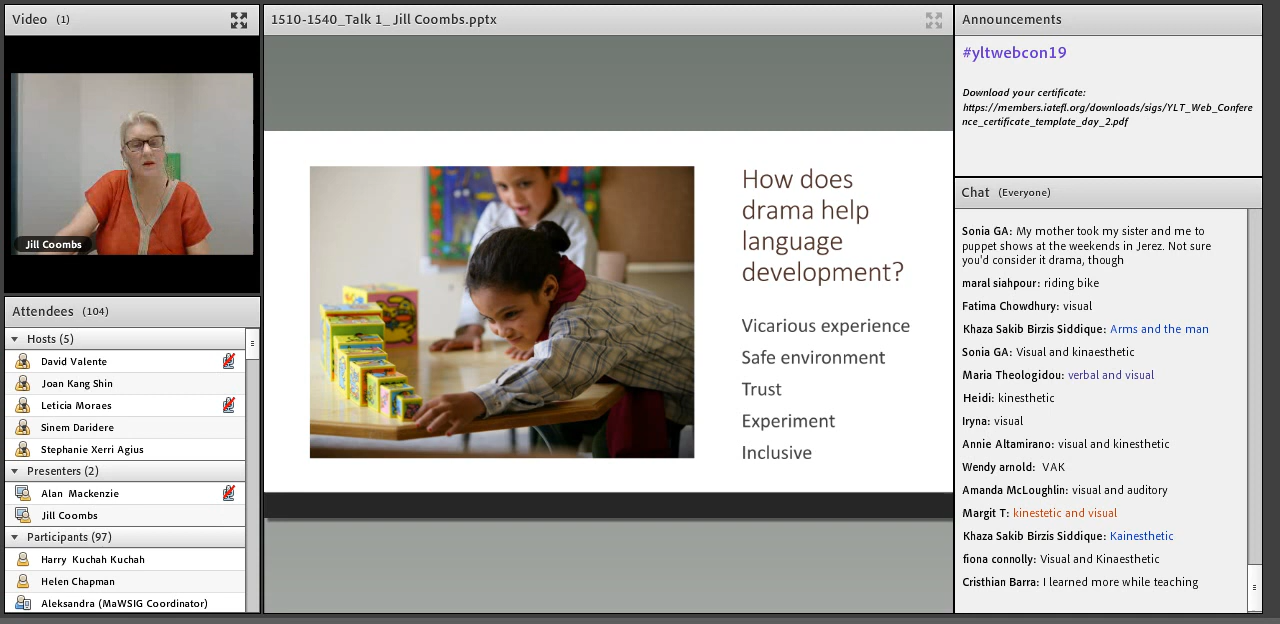 Video (1)
Jill Coombs
Attendees (104)
Hosts (5)
David Valente
Joan Kang Shin
Leticia Moraes
Sinem Daridere
Stephanie Xerri Agius
Presenters (2)
Alan Mackenzie
Jill Coombs
Participants (97)
Harry Kuchah Kuchah
Helen Chapman
Aleksandra (MaWSIG Coordinator)
1510-1540_Talk 1_ Jill Coombs.pptx
How does
drama help
language
development?
Vicarious experience
Safe environment
Trust
Experiment
Inclusive
Announcements
#yltwebcon19
Download your certificate:
https://members.iatefl.org/downloads/sigs/YLT_Web_Confere
nce_certificate_template_day_2.pdf
Chat (Everyone)
Sonia GA: My mother took my sister and me to
puppet shows at the weekends in Jerez. Not sure
you'd consider it drama, though
maral siahpour: riding bike
Fatima Chowdhury: visual
Khaza Sakib Birzis Siddique: Arms and the man
Sonia GA: Visual and kinaesthetic
Maria Theologidou: verbal and visual
Heidi: kinesthetic
Iryna: visual
Annie Altamirano: visual and kinesthetic
Wendy arnold: VAK
Amanda McLoughlin: visual and auditory
Margit T: kinestetic and visual
Khaza Sakib Birzis Siddique: Kainesthetic
fiona connolly: Visual and Kinaesthetic
Cristhian Barra: I learned more while teaching